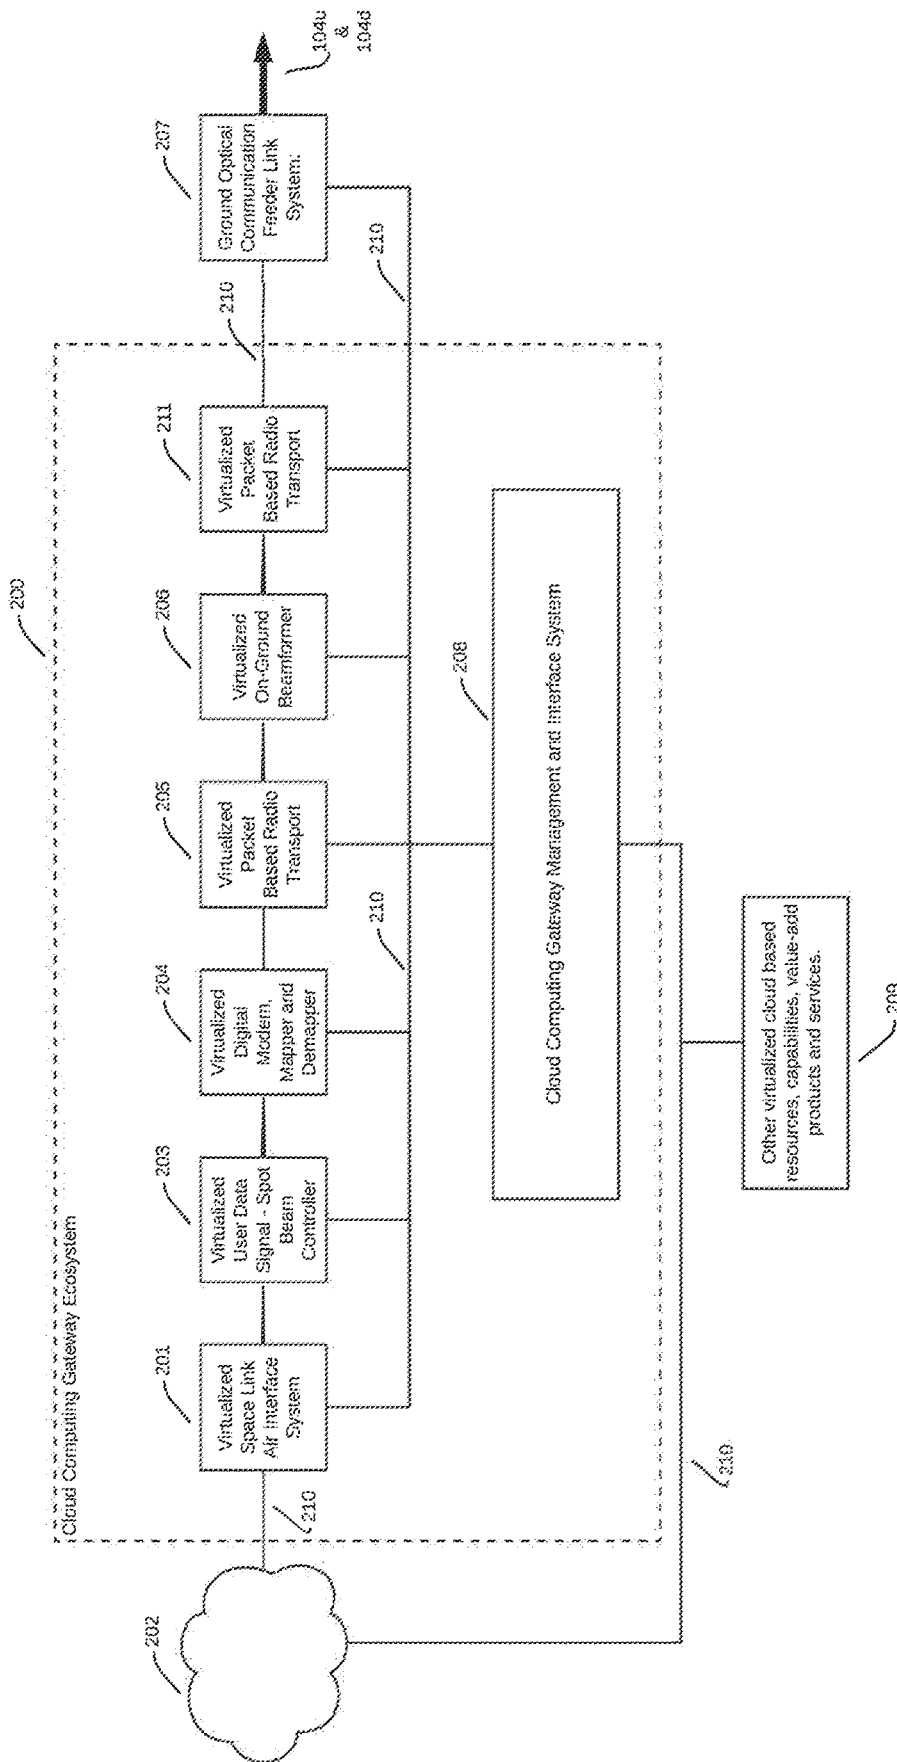 200
Cloud Computing Gateway Ecosystem
202
210
201
Virtualized
Space Link
Air Interface
System
203
Virtualized
User Data
Signal - Spot
Beam
Controller
204
Virtualized
Digital
Modem,
Mapper and
Demapper
205
Virtualized
Packet
Based Radio
Transport
206
Virtualized
On-Ground
Beamformer
211
Virtualized
Packet
Based Radio
Transport
210
207
Ground Optical
Communication
Feeder Link
System
104u
&
104d
210
210
208
Cloud Computing Gateway Management and Interface System
210
Other virtualized cloud based
resources, capabilities, value-add
products and services.
209